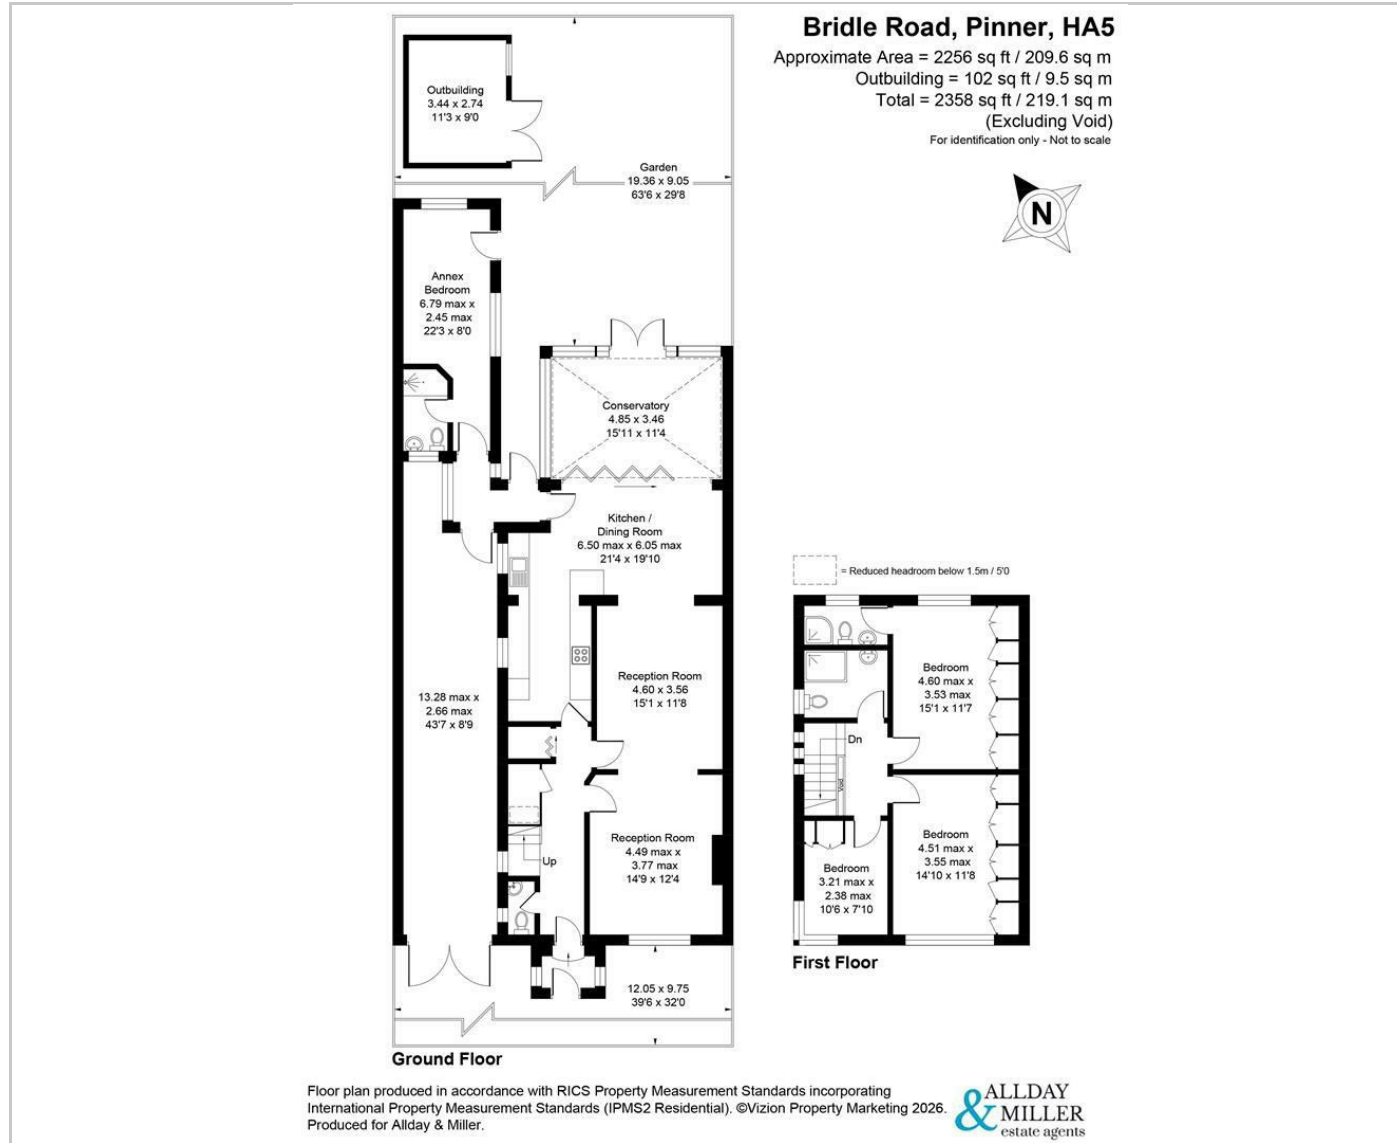 Bridle Road, Pinner, HA5
Approximate Area = 2256 sq ft / 209.6 sq m
Outbuilding = 102 sq ft / 9.5 sq m
Total = 2358 sq ft / 219.1 sq m
(Excluding Void)
For identification only - Not to scale
N
Outbuilding
3.44 x 2.74
11'3 x 9'0
Garden
19.36 x 9.05
63'6 x 29'8
Annex
Bedroom
6.79 max x
2.45 max
22'3 x 8'0
Conservatory
4.85 x 3.46
15'11 x 11'4
Kitchen /
Dining Room
6.50 max x 6.05 max
21'4 x 19'10
Reception Room
4.60 x 3.56
15'1 x 11'8
13.28 max x
2.66 max
43'7 x 8'9
Up
Reception Room
4.49 max x
3.77 max
14'9 x 12'4
12.05 x 9.75
39'6 x 32'0
Ground Floor
= Reduced headroom below 1.5m / 5'0
Bedroom
4.60 max x
3.53 max
15'1 x 11'7
Dn
Void
Bedroom
4.51 max x
3.55 max
14'10 x 11'8
Bedroom
3.21 max x
2.38 max
10'6 x 7'10
First Floor
Floor plan produced in accordance with RICS Property Measurement Standards incorporating
International Property Measurement Standards (IPMS2 Residential). ©Vizion Property Marketing 2026.
Produced for Allday & Miller.
ALLDAY
& MILLER
estate agents